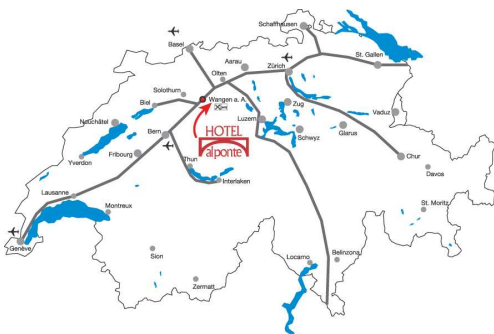 Schaffhausen
Basel
Aarau
Zürich
St. Gallen
Olten
Solothurn
Wangen a. A.
Biel
Zug
Luzern
Vaduz
Neuchâtel
Bern
HOTEL
alponte
Schwyz
Glarus
Yverdon
Fribourg
Thun
Interlaken
Chur
Davos
Lausanne
Montreux
St. Moritz
Genève
Sion
Zermatt
Locarno
Belinzona